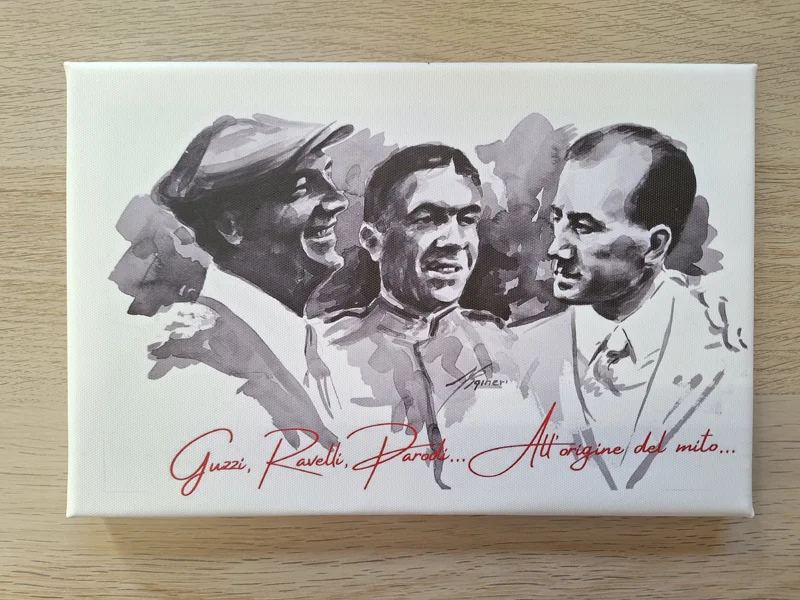 Guzzi, Ravelli, Parodi... All'origine del mito...